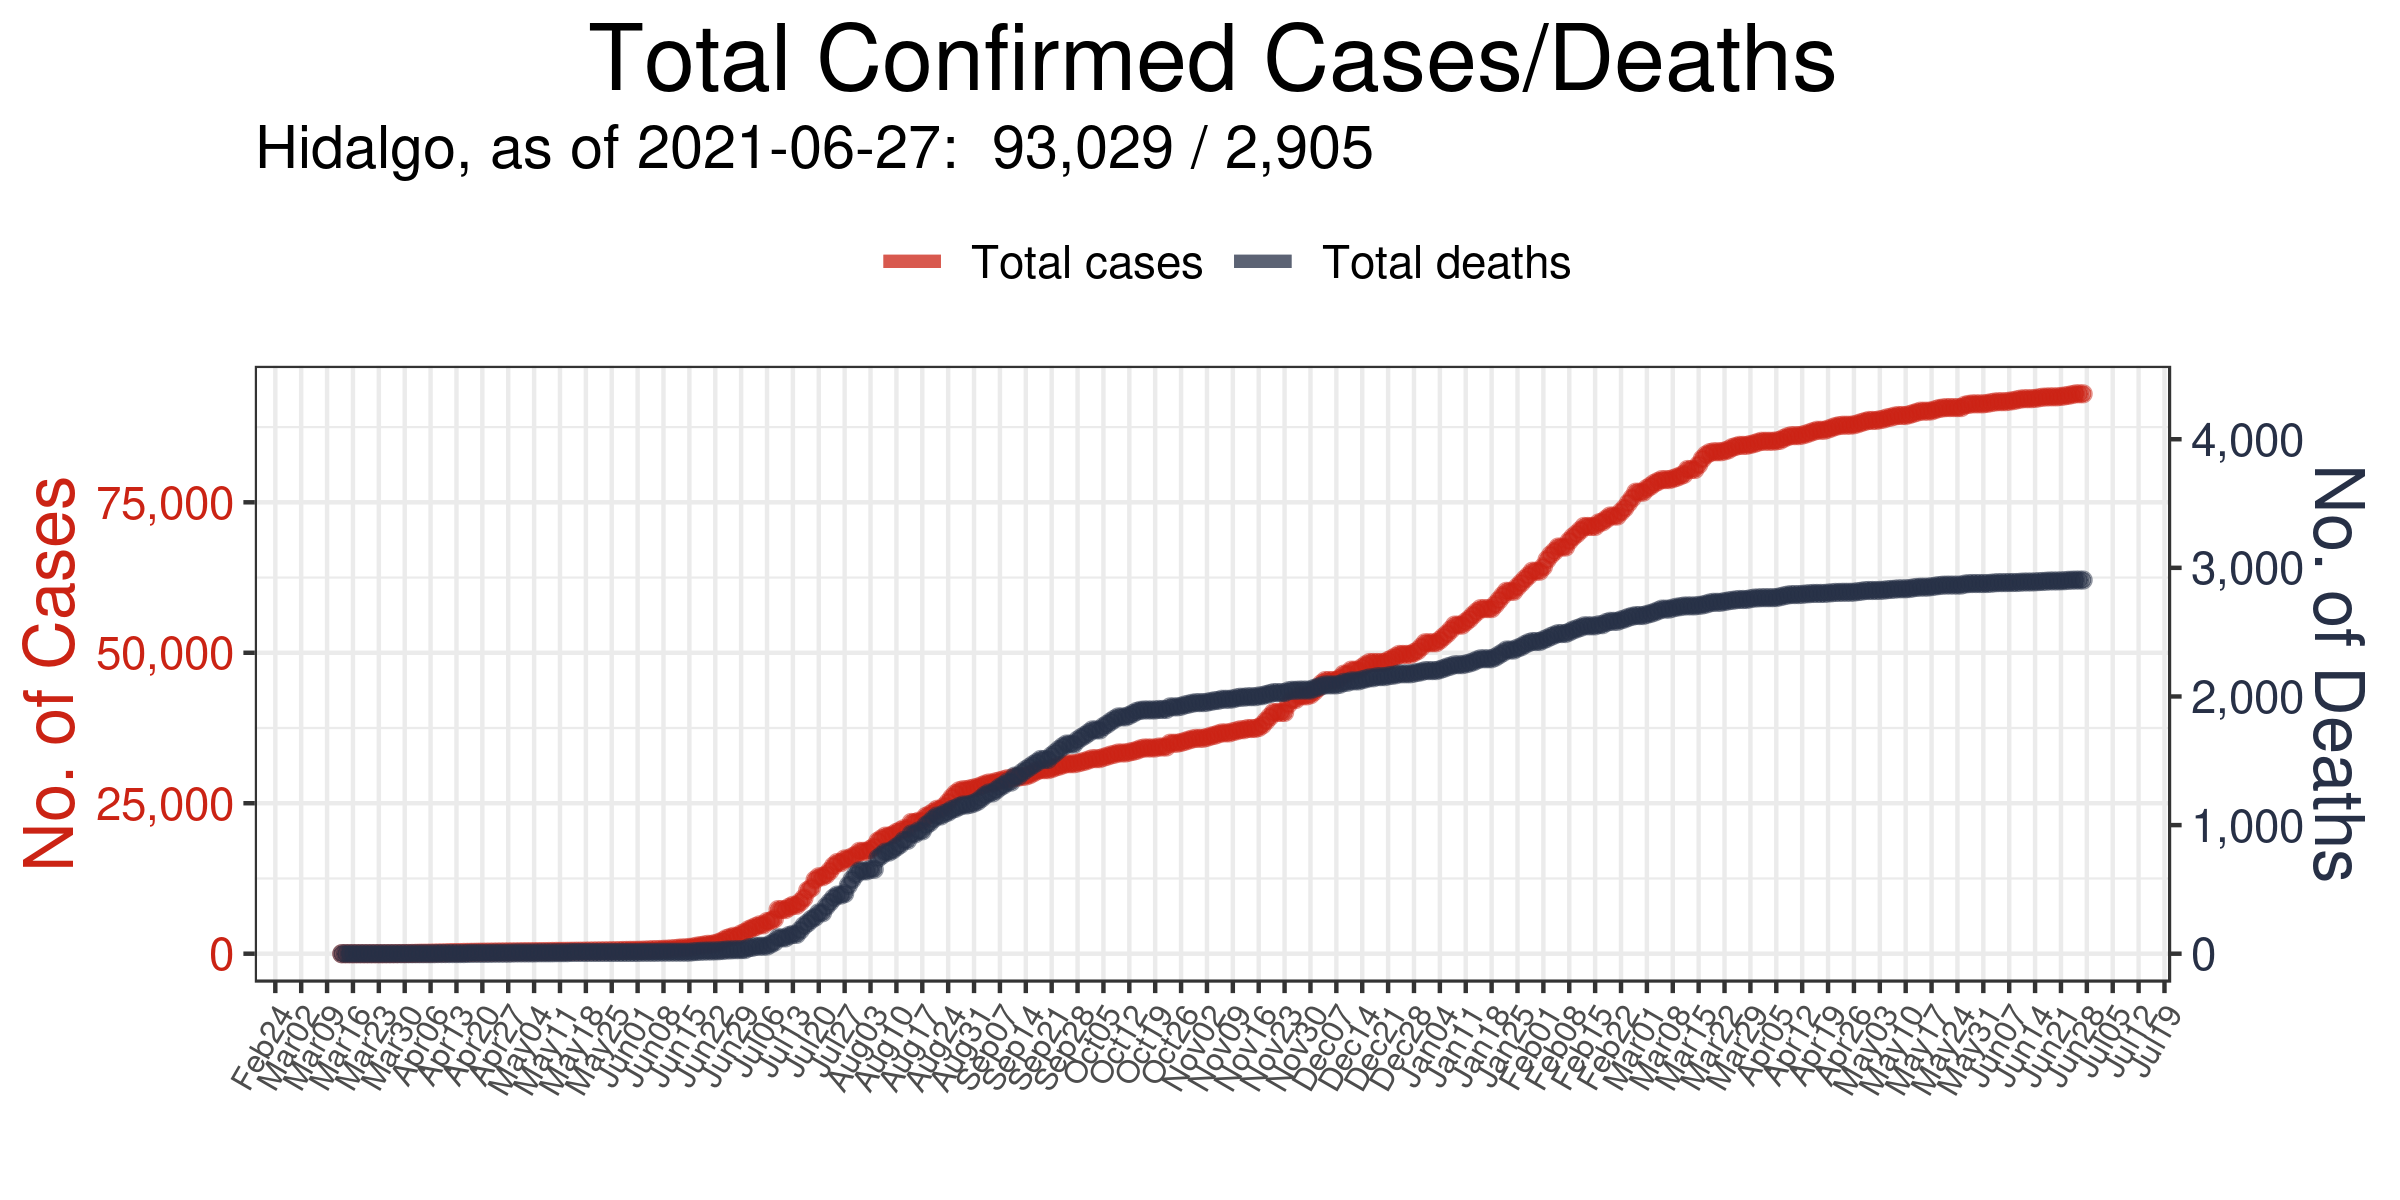 Total Confirmed Cases/Deaths
Hidalgo, as of 2021-06-27:  93,029 / 2,905
Total cases
Total deaths
No. of Cases
75,000
50,000
25,000
0
4,000
3,000
2,000
1,000
0
No. of Deaths
Feb24
Mar02
Mar09
Mar16
Mar23
Mar30
Apr06
Apr13
Apr20
Apr27
May04
May11
May18
May25
Jun01
Jun08
Jun15
Jun22
Jun29
Jul06
Jul13
Jul20
Jul27
Aug03
Aug10
Aug17
Aug24
Aug31
Sep07
Sep14
Sep21
Sep28
Oct05
Oct12
Oct19
Oct26
Nov02
Nov09
Nov16
Nov23
Nov30
Dec07
Dec14
Dec21
Dec28
Jan04
Jan11
Jan18
Jan25
Feb01
Feb08
Feb15
Feb22
Mar01
Mar08
Mar15
Mar22
Mar29
Apr05
Apr12
Apr19
Apr26
May03
May10
May17
May24
May31
Jun07
Jun14
Jun21
Jun28
Jul05
Jul12
Jul19